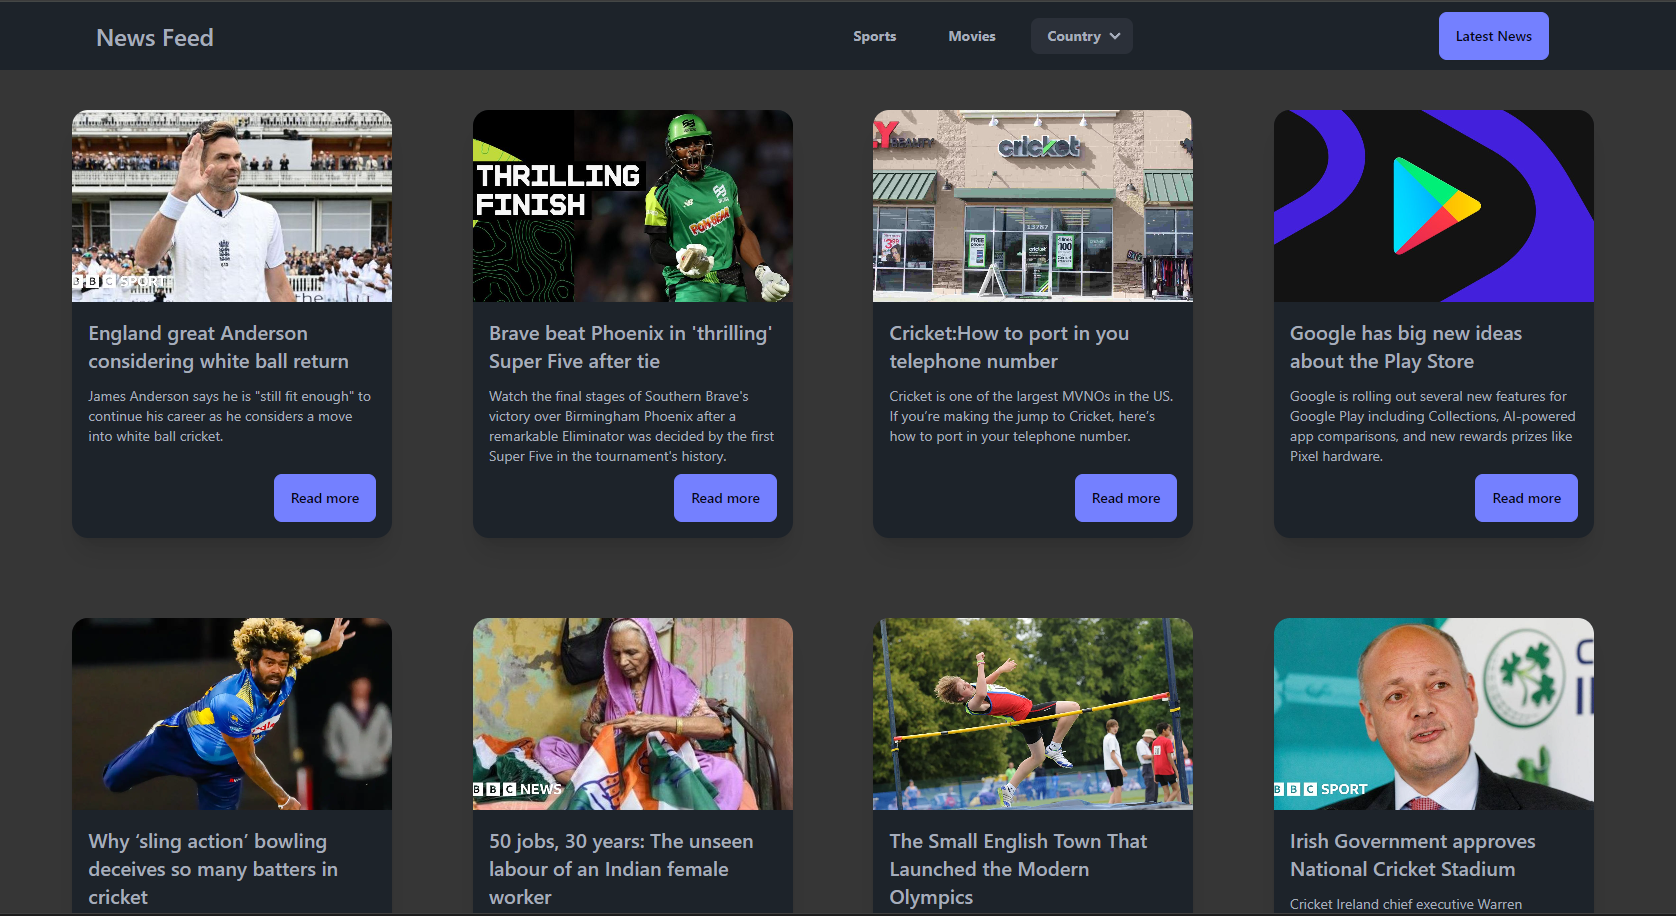 News Feed
Sports
Movies
Country
Latest News
BBC SPORT
the
England great Anderson
considering white ball return
James Anderson says he is "still fit enough" to
continue his career as he considers a move
into white ball cricket.
Read more
THRILLING
FINISH
Brave beat Phoenix in 'thrilling'
Super Five after tie
Watch the final stages of Southern Brave's
victory over Birmingham Phoenix after a
remarkable Eliminator was decided by the first
Super Five in the tournament's history.
Read more
cricket
13787
FREE
100
Cricket:How to port in you
telephone number
Cricket is one of the largest MVNOs in the US.
If you’re making the jump to Cricket, here’s
how to port in your telephone number.
Read more
Google has big new ideas
about the Play Store
Google is rolling out several new features for
Google Play including Collections, AI-powered
app comparisons, and new rewards prizes like
Pixel hardware.
Read more
Why ‘sling action’ bowling
deceives so many batters in
cricket
BBC NEWS
50 jobs, 30 years: The unseen
labour of an Indian female
worker
The Small English Town That
Launched the Modern
Olympics
BBC SPORT
Irish Government approves
National Cricket Stadium
Cricket Ireland chief executive Warren